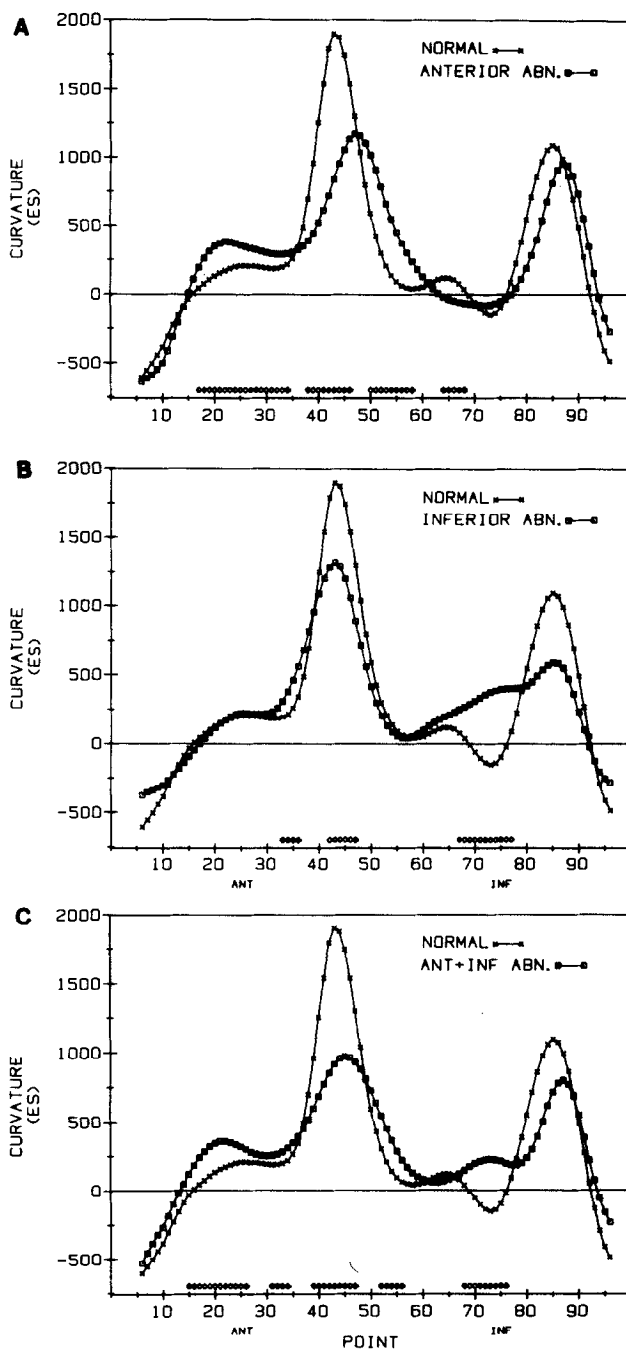 A
2000
NORMAL
ANTERIOR ABN.
1500
1000
CURVATURE
(ES)
500
0
-500
10 20 30 40 50 60 70 80 90
B
2000
NORMAL
INFERIOR ABN.
1500
1000
CURVATURE
(ES)
500
0
-500
10 20 30 40 50 60 70 80 90
ANT INF
C
2000
NORMAL
ANT+INF ABN.
1500
1000
CURVATURE
(ES)
500
0
-500
10 20 30 40 50 60 70 80 90
ANT POINT INF